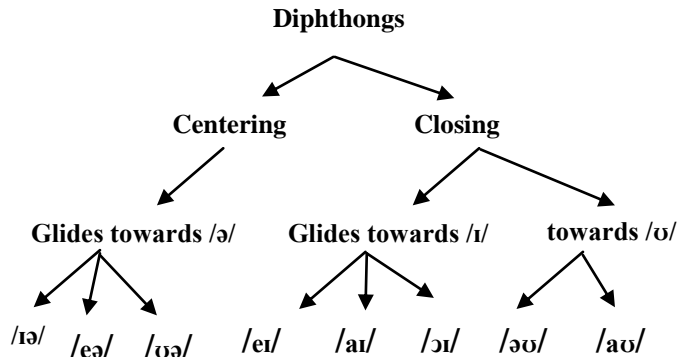 Diphthongs
Centering Closing
Glides towards /ə/ Glides towards /ɪ/ towards /ʊ/
/ɪə/ /eə/ /ʊə/ /eɪ/ /aɪ/ /ɔɪ/ /əʊ/ /aʊ/